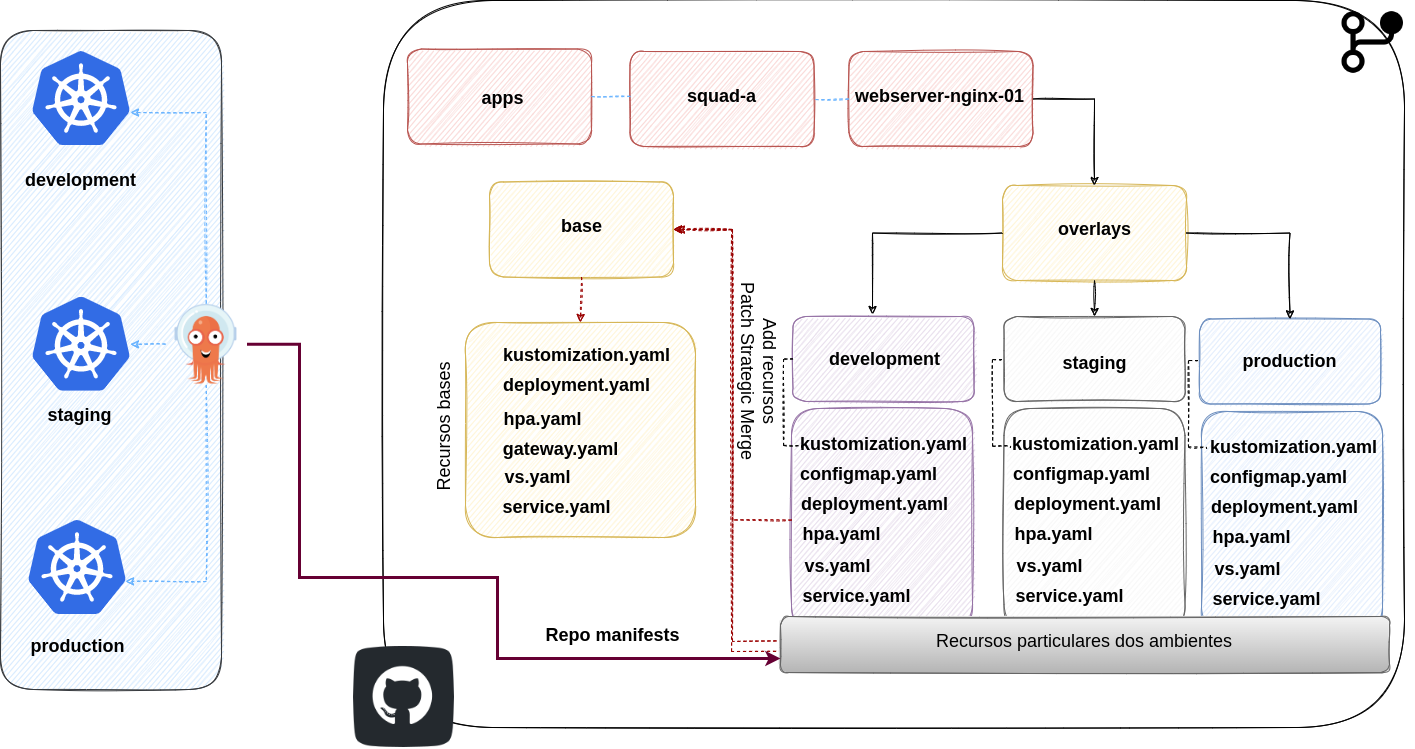 development
staging
production
apps
squad-a
webserver-nginx-01
base
overlays
Recursos bases
kustomization.yaml
deployment.yaml
hpa.yaml
gateway.yaml
vs.yaml
service.yaml
Add recursos
Patch Strategic Merge
development
kustomization.yaml
configmap.yaml
deployment.yaml
hpa.yaml
vs.yaml
service.yaml
staging
kustomization.yaml
configmap.yaml
deployment.yaml
hpa.yaml
vs.yaml
service.yaml
production
kustomization.yaml
configmap.yaml
deployment.yaml
hpa.yaml
vs.yaml
service.yaml
Repo manifests
Recursos particulares dos ambientes